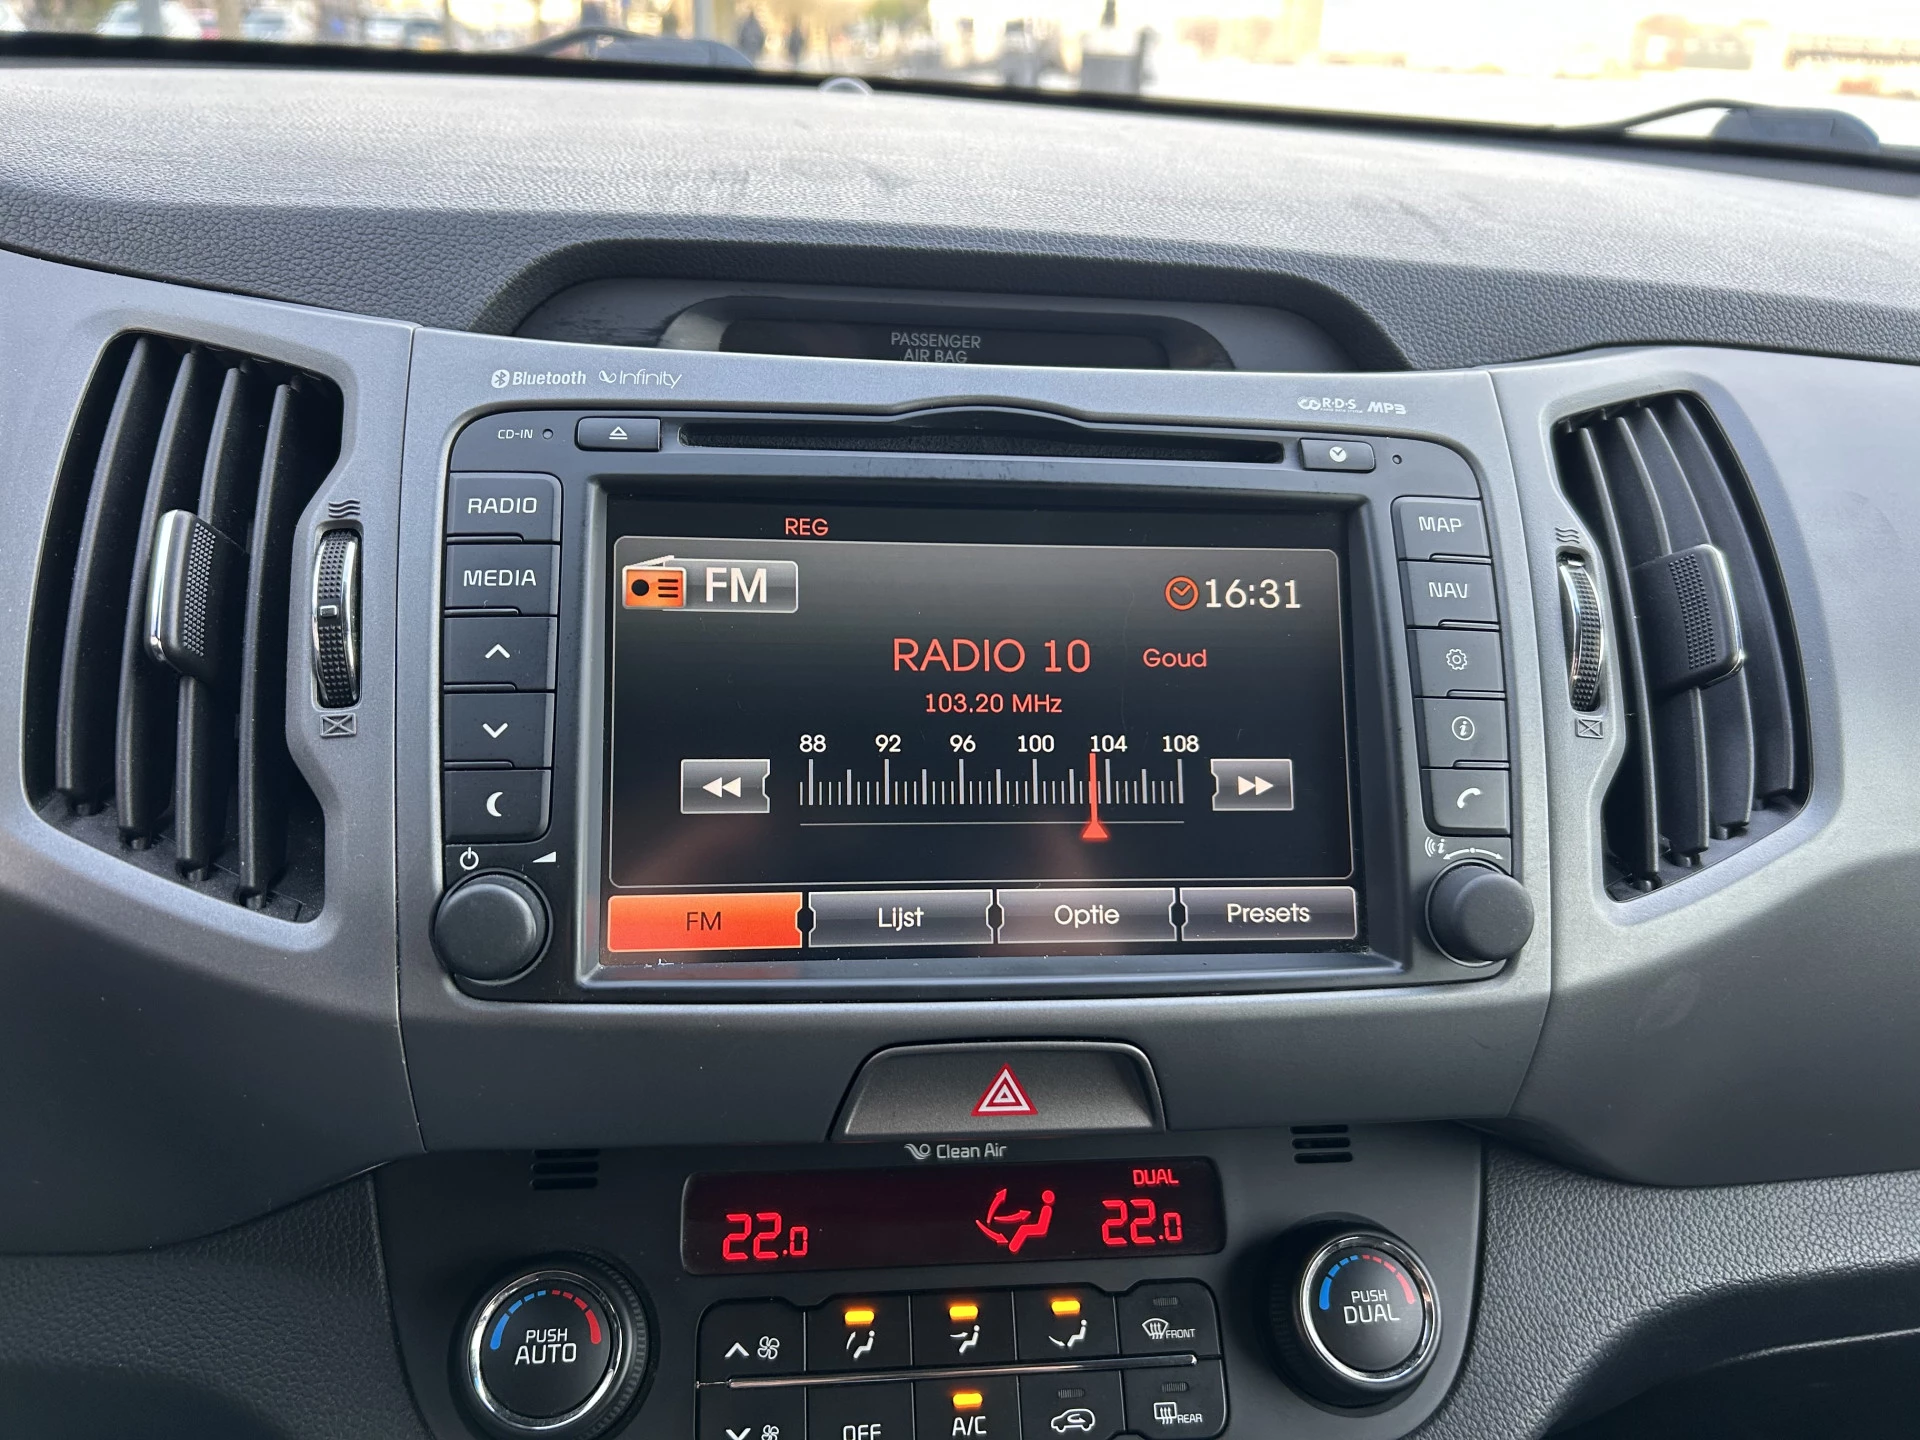 PASSENGER
AIR BAG
Bluetooth Infinity
R·D·S MP3
CD-IN
RADIO
MEDIA
MAP
NAV
REG
FM
16:31
RADIO 10 Goud
103.20 MHz
88 92 96 100 104 108
FM Lijst Optie Presets
Clean Air
DUAL
22.0 22.0
PUSH
AUTO
PUSH
DUAL
FRONT
OFF
A/C
REAR